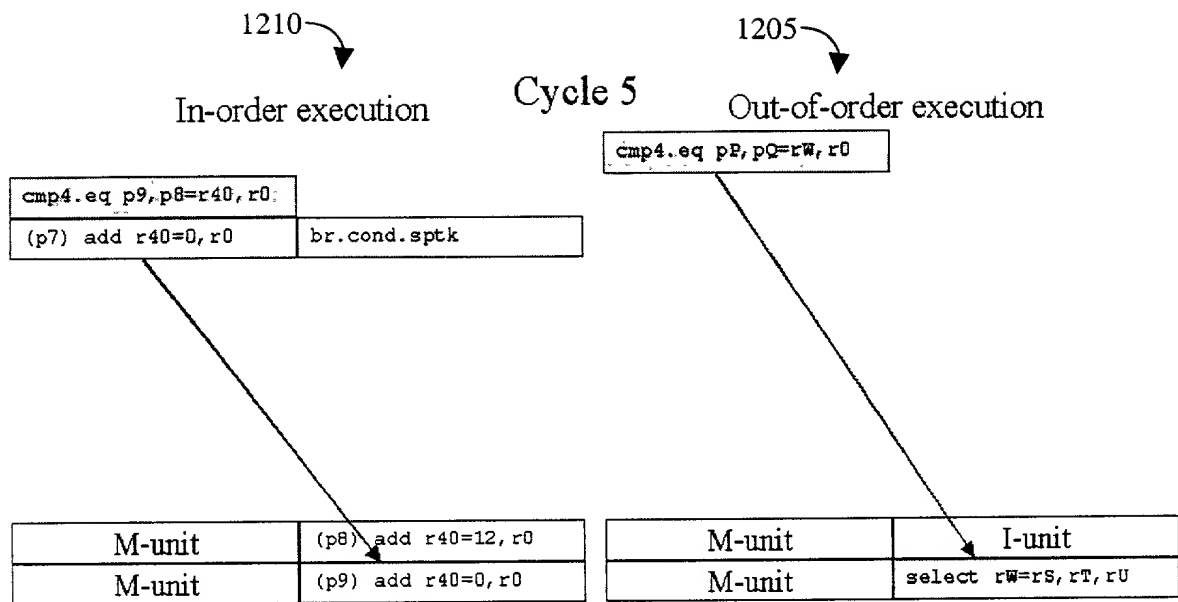 1210
1205
Cycle 5
In-order execution
Out-of-order execution
cmp4.eq pP,pQ=rW,r0
cmp4.eq p9,p8=r40,r0
(p7) add r40=0,r0
br.cond.sptk
M-unit
(p8) add r40=12,r0
M-unit
I-unit
M-unit
(p9) add r40=0,r0
M-unit
select rW=rS,rT,rU